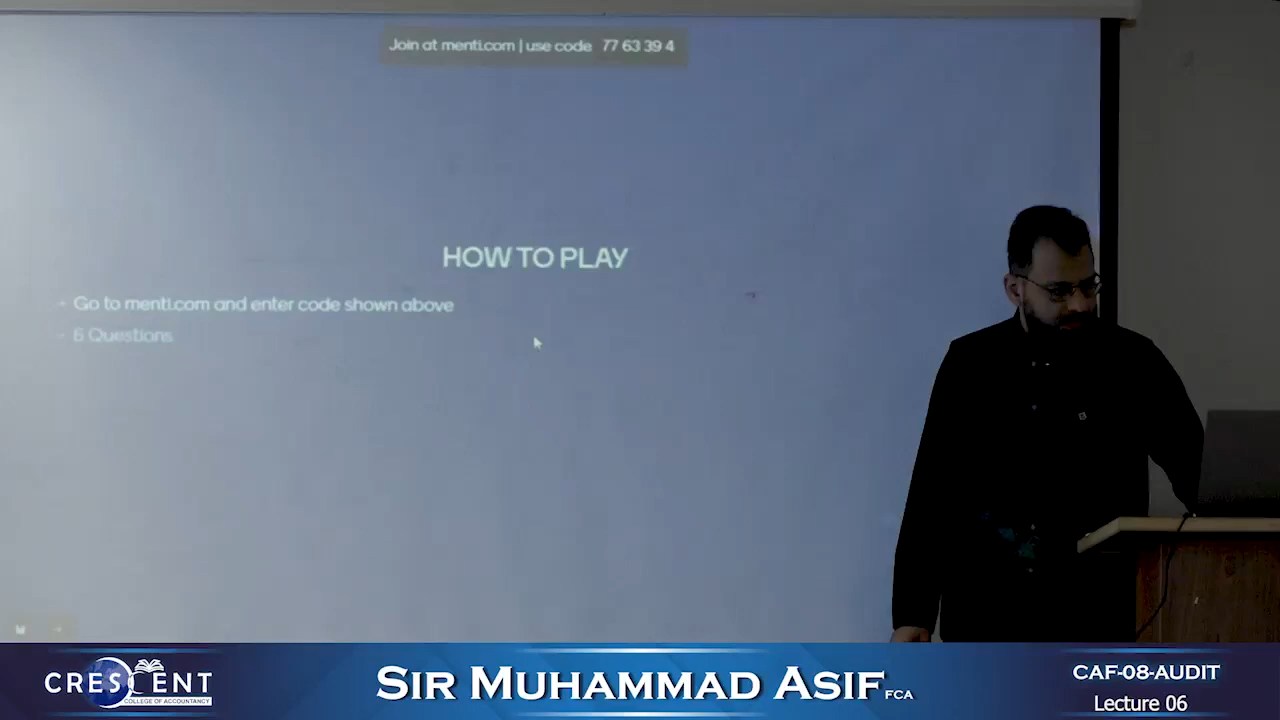 Join at menti.com | use code 77 63 39 4
HOW TO PLAY
Go to menti.com and enter code shown above
Questions
CRESCENT
COLLEGE OF ACCOUNTANCY
SIR MUHAMMAD ASIF FCA
CAF-08-AUDIT
Lecture 06